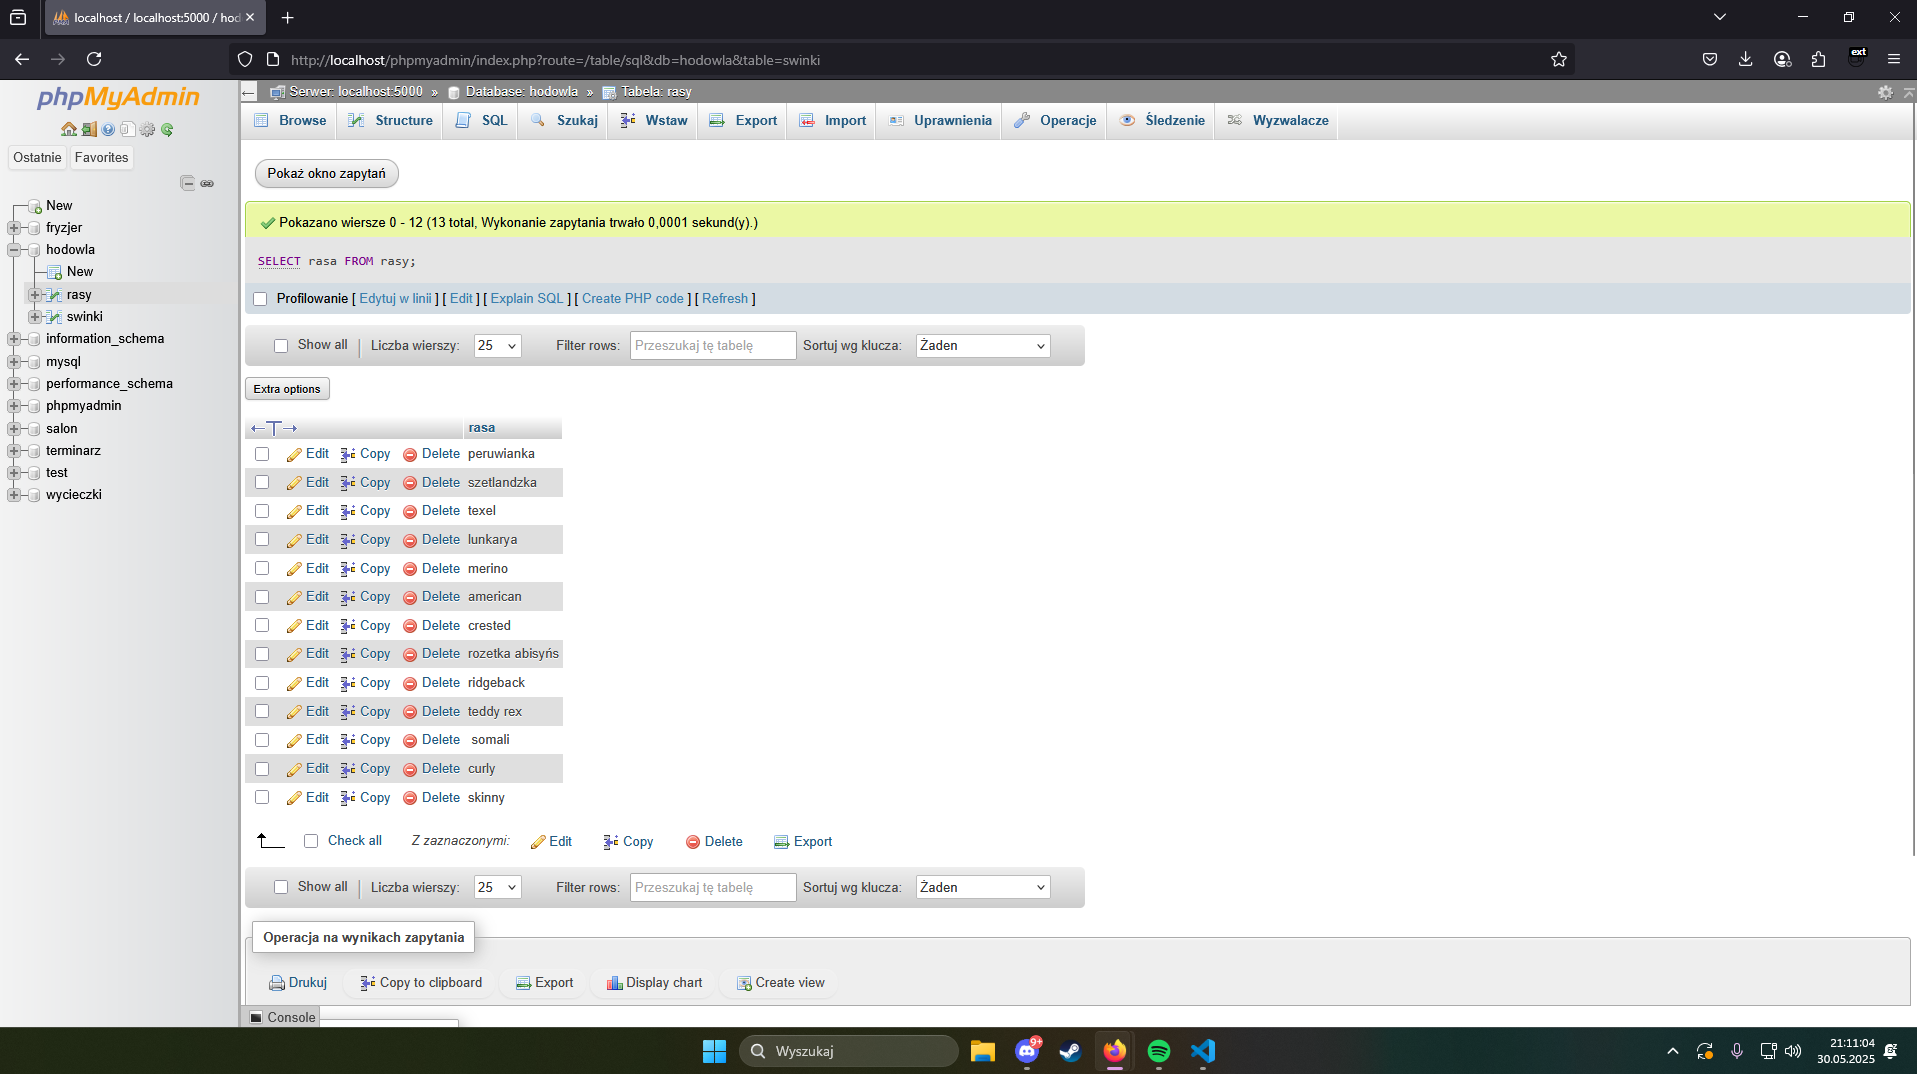 localhost / localhost:5000 / hod
http://localhost/phpmyadmin/index.php?route=/table/sql&db=hodowla&table=swinki
ext
phpMyAdmin
Ostatnie Favorites
New
fryzjer
hodowla
New
rasy
swinki
information_schema
mysql
performance_schema
phpmyadmin
salon
terminarz
test
wycieczki
Serwer: localhost:5000 » Database: hodowla » Tabela: rasy
Browse Structure SQL Szukaj Wstaw Export Import Uprawnienia Operacje Śledzenie Wyzwalacze
Pokaż okno zapytań
Pokazano wiersze 0 - 12 (13 total, Wykonanie zapytania trwało 0,0001 sekund(y).)
SELECT rasa FROM rasy;
Profilowanie [ Edytuj w linii ] [ Edit ] [ Explain SQL ] [ Create PHP code ] [ Refresh ]
Show all Liczba wierszy: 25 Filter rows: Przeszukaj tę tabelę Sortuj wg klucza: Żaden
Extra options
←T→ rasa
Edit Copy Delete peruwianka
Edit Copy Delete szetlandzka
Edit Copy Delete texel
Edit Copy Delete lunkarya
Edit Copy Delete merino
Edit Copy Delete american
Edit Copy Delete crested
Edit Copy Delete rozetka abisyńs
Edit Copy Delete ridgeback
Edit Copy Delete teddy rex
Edit Copy Delete somali
Edit Copy Delete curly
Edit Copy Delete skinny
Check all Z zaznaczonymi: Edit Copy Delete Export
Show all Liczba wierszy: 25 Filter rows: Przeszukaj tę tabelę Sortuj wg klucza: Żaden
Operacja na wynikach zapytania
Drukuj Copy to clipboard Export Display chart Create view
Console
Wyszukaj
9+
21:11:04
30.05.2025